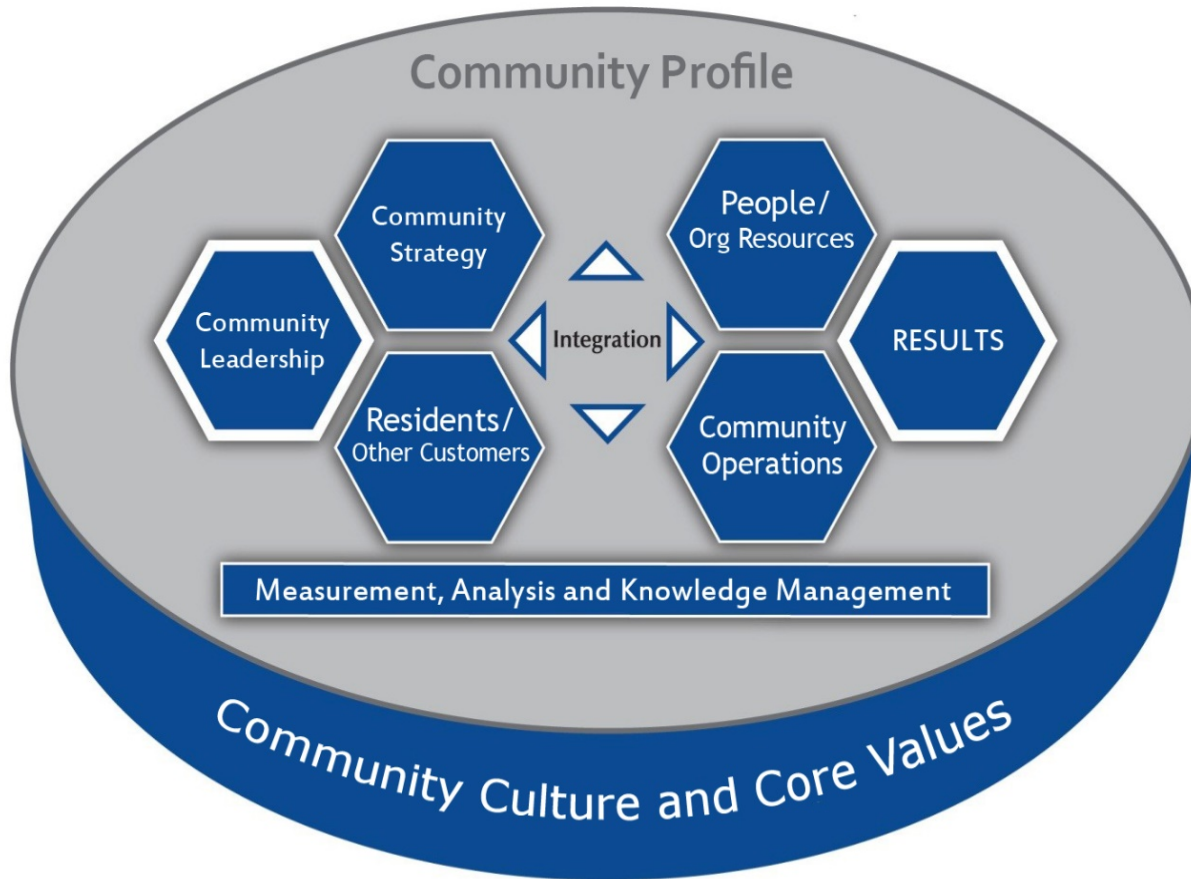 Community Profile
Community
Strategy
People/
Org Resources
Community
Leadership
Integration
RESULTS
Residents/
Other Customers
Community
Operations
Measurement, Analysis and Knowledge Management
Community Culture and Core Values